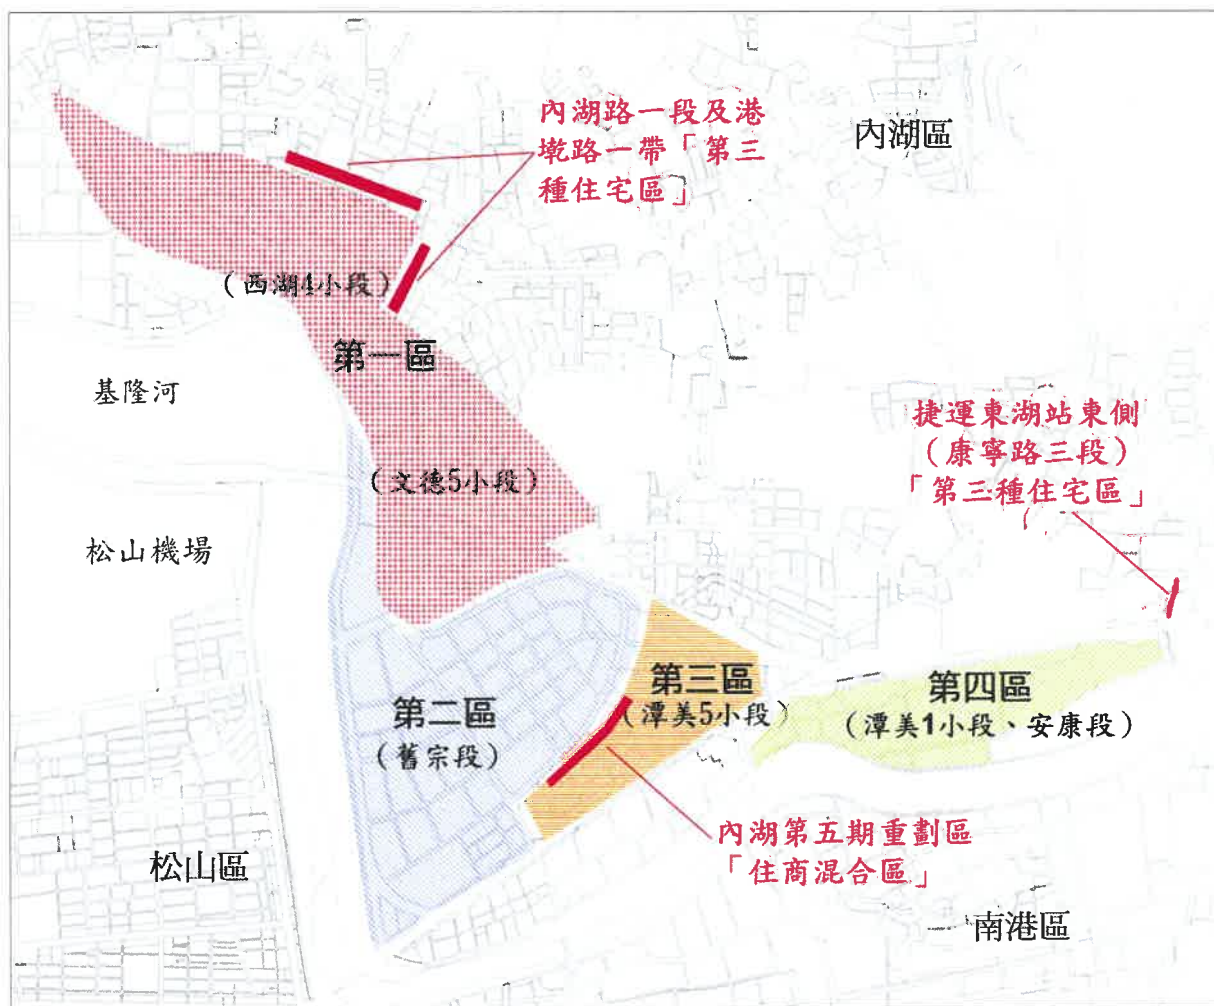 內湖路一段及港
墘路一帶「第三
種住宅區」
內湖區
(西湖4小段)
第一區
基隆河
捷運東湖站東側
(康寧路三段)
「第三種住宅區」
(文德5小段)
松山機場
第三區
(潭美5小段)
第四區
(潭美1小段、安康段)
第二區
(舊宗段)
內湖第五期重劃區
「住商混合區」
松山區
南港區